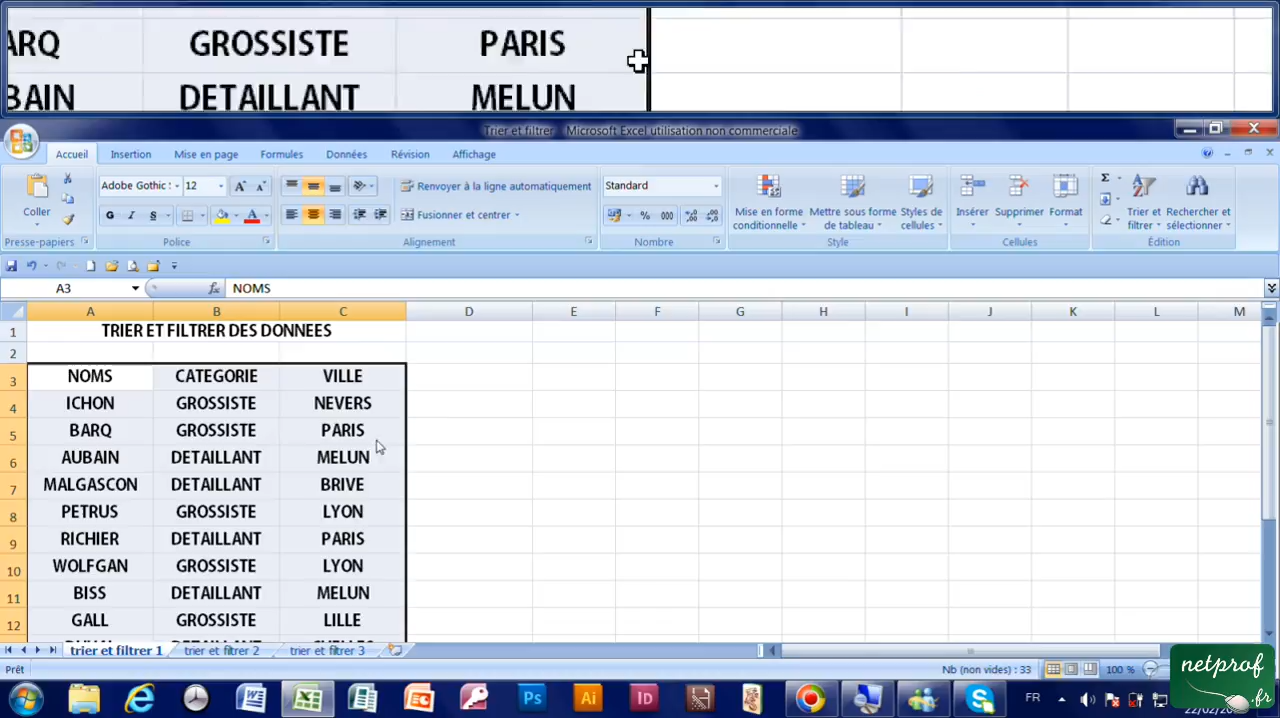 ARQ GROSSISTE PARIS
BAIN DETAILLANT MELUN
Trier et filtrer - Microsoft Excel utilisation non commerciale
Accueil Insertion Mise en page Formules Données Révision Affichage
Coller
Presse-papiers
Adobe Gothic S 12
G I S
Police
Renvoyer à la ligne automatiquement
Fusionner et centrer
Alignement
Standard
% 000
Nombre
Mise en forme conditionnelle
Mettre sous forme de tableau
Styles de cellules
Style
Insérer Supprimer Format
Cellules
Trier et filtrer
Rechercher et sélectionner
Édition
A3 fx NOMS
A B C D E F G H I J K L M
1 TRIER ET FILTRER DES DONNEES
2
3 NOMS CATEGORIE VILLE
4 ICHON GROSSISTE NEVERS
5 BARQ GROSSISTE PARIS
6 AUBAIN DETAILLANT MELUN
7 MALGASCON DETAILLANT BRIVE
8 PETRUS GROSSISTE LYON
9 RICHIER DETAILLANT PARIS
10 WOLFGAN GROSSISTE LYON
11 BISS DETAILLANT MELUN
12 GALL GROSSISTE LILLE
trier et filtrer 1 trier et filtrer 2 trier et filtrer 3
Prêt Nb (non vides) : 33 100 %
netprof.fr
Ps Ai ID FR